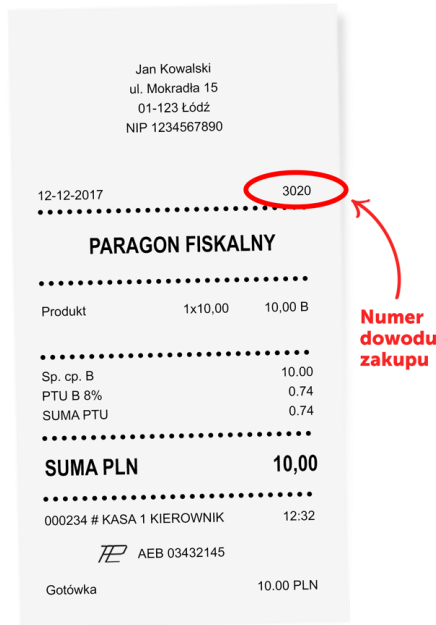 Jan Kowalski
ul. Mokradła 15
01-123 Łódź
NIP 1234567890
12-12-2017 3020
PARAGON FISKALNY
Produkt 1x10,00 10,00 B
Sp. cp. B 10.00
PTU B 8% 0.74
SUMA PTU 0.74
SUMA PLN 10,00
000234 # KASA 1 KIEROWNIK 12:32
AEB 03432145
Gotówka 10.00 PLN
Numer
dowodu
zakupu